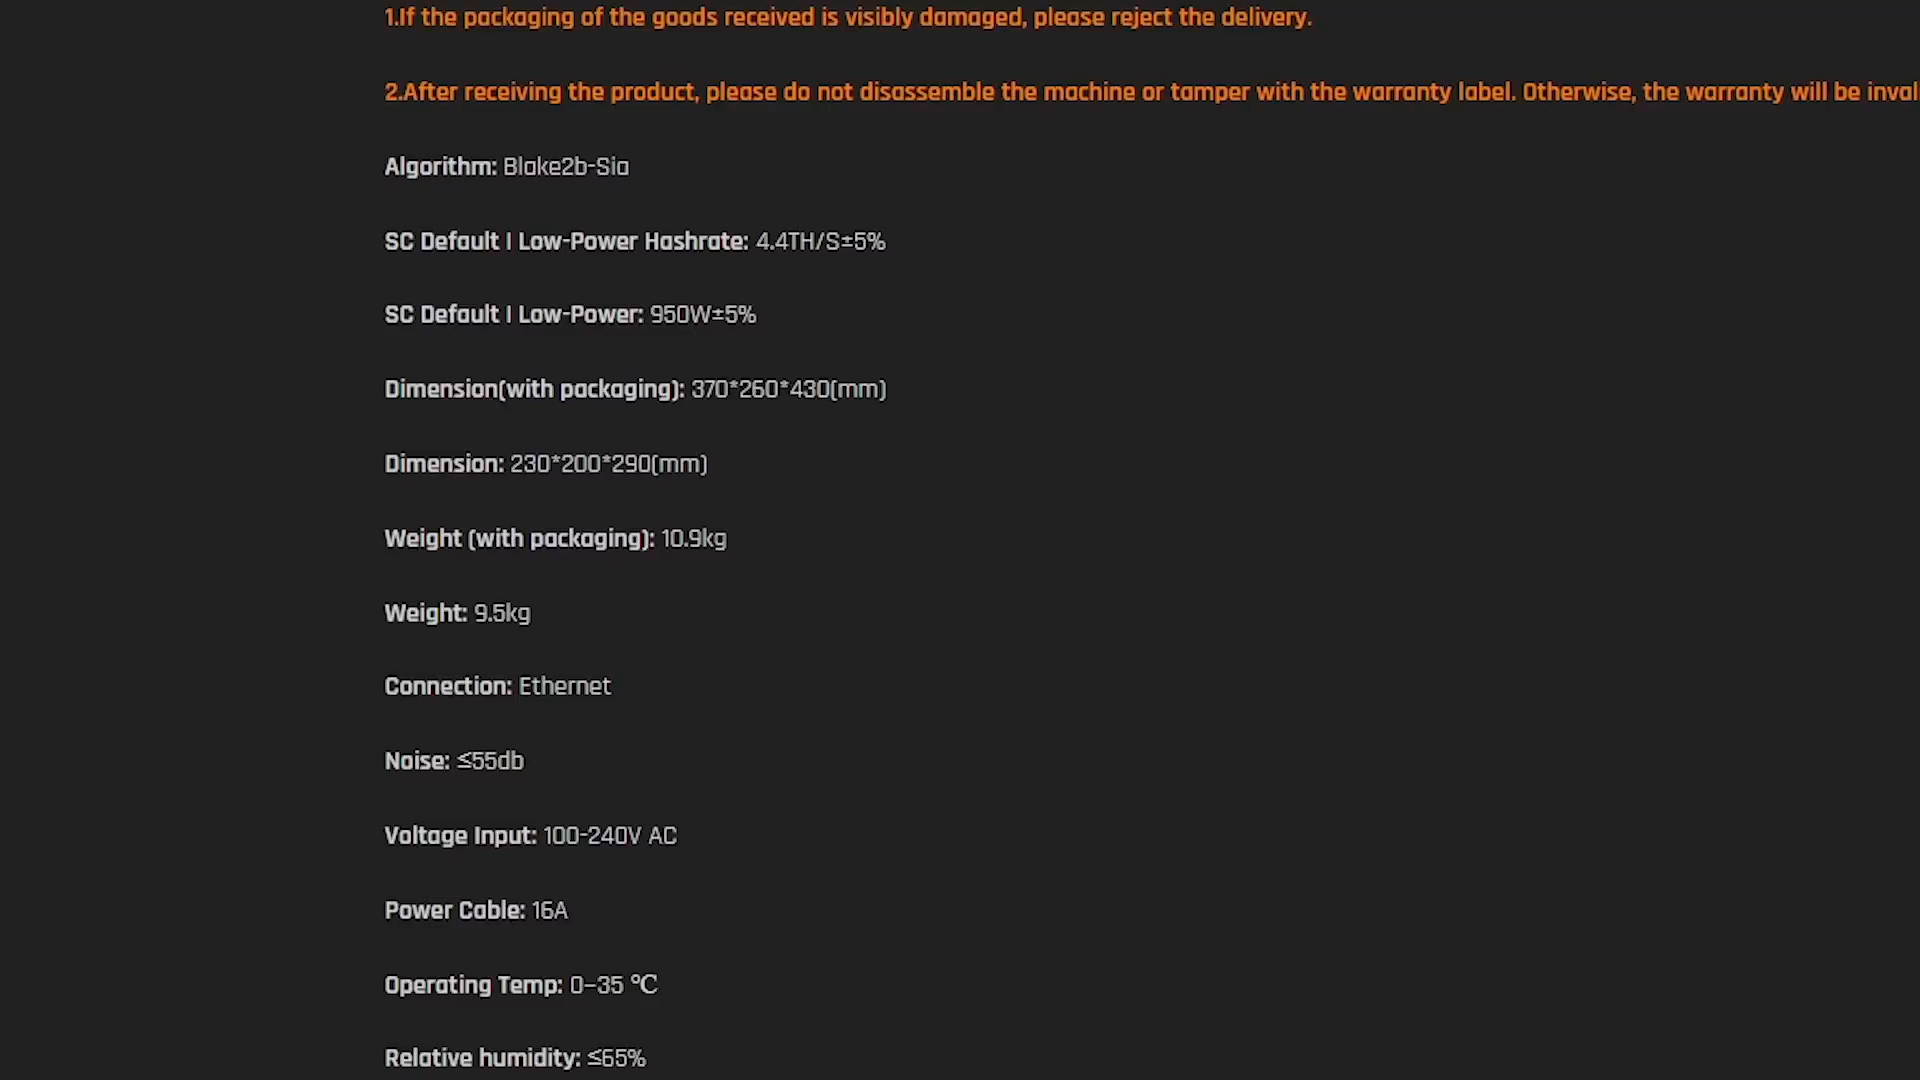 1.If the packaging of the goods received is visibly damaged, please reject the delivery.
2.After receiving the product, please do not disassemble the machine or tamper with the warranty label. Otherwise, the warranty will be inval
Algorithm: Blake2b-Sia
SC Default | Low-Power Hashrate: 4.4TH/S±5%
SC Default | Low-Power: 950W±5%
Dimension(with packaging): 370*260*430(mm)
Dimension: 230*200*290(mm)
Weight (with packaging): 10.9kg
Weight: 9.5kg
Connection: Ethernet
Noise: ≤55db
Voltage Input: 100-240V AC
Power Cable: 16A
Operating Temp: 0–35 ℃
Relative humidity: ≤65%